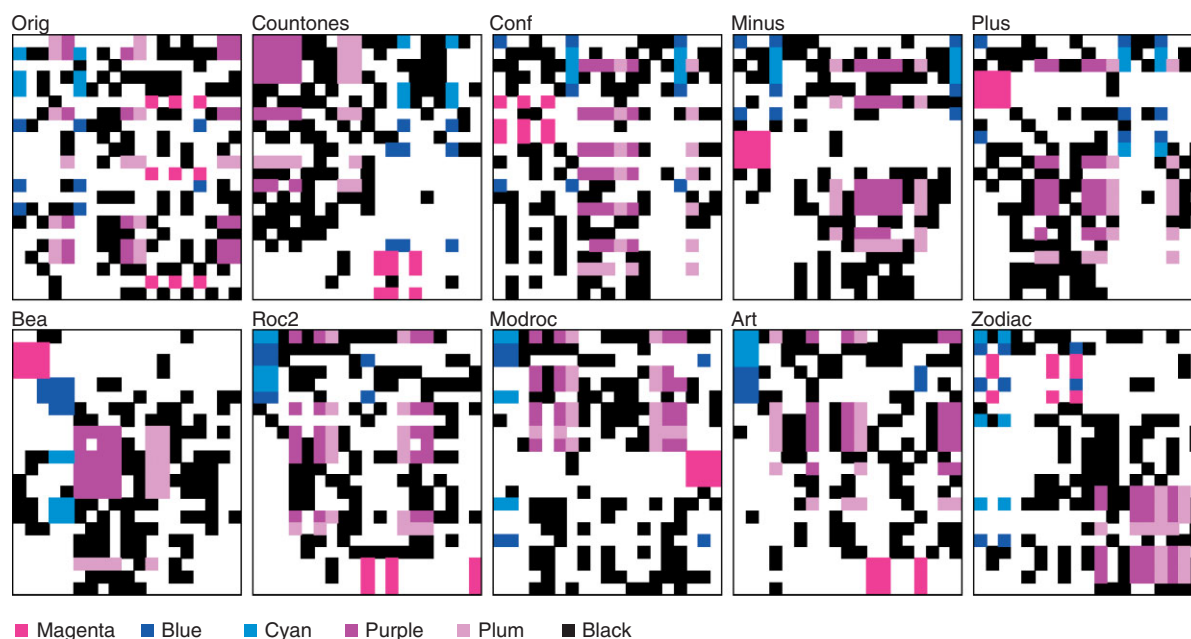 Orig Countones Conf Minus Plus
Bea Roc2 Modroc Art Zodiac
Magenta Blue Cyan Purple Plum Black